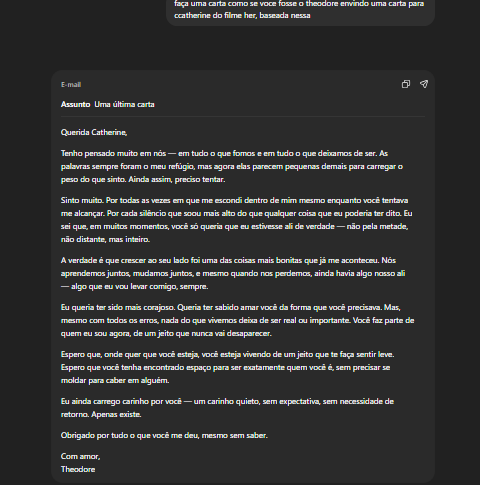 faça uma carta como se voce fosse o theodore envindo uma carta para
ccatherine do filme her, baseada nessa
E-mail
Assunto Uma última carta
Querida Catherine,
Tenho pensado muito em nós — em tudo o que fomos e em tudo o que deixamos de ser. As
palavras sempre foram o meu refúgio, mas agora elas parecem pequenas demais para carregar o
peso do que sinto. Ainda assim, preciso tentar.
Sinto muito. Por todas as vezes em que me escondi dentro de mim mesmo enquanto você tentava
me alcançar. Por cada silêncio que soou mais alto do que qualquer coisa que eu poderia ter dito. Eu
sei que, em muitos momentos, você só queria que eu estivesse ali de verdade — não pela metade,
não distante, mas inteiro.
A verdade é que crescer ao seu lado foi uma das coisas mais bonitas que já me aconteceu. Nós
aprendemos juntos, mudamos juntos, e mesmo quando nos perdemos, ainda havia algo nosso ali
— algo que eu vou levar comigo, sempre.
Eu queria ter sido mais corajoso. Queria ter sabido amar você da forma que você precisava. Mas,
mesmo com todos os erros, nada do que vivemos deixa de ser real ou importante. Você faz parte de
quem eu sou agora, de um jeito que nunca vai desaparecer.
Espero que, onde quer que você esteja, você esteja vivendo de um jeito que te faça sentir leve.
Espero que você tenha encontrado espaço para ser exatamente quem você é, sem precisar se
moldar para caber em alguém.
Eu ainda carrego carinho por você — um carinho quieto, sem expectativa, sem necessidade de
retorno. Apenas existe.
Obrigado por tudo o que você me deu, mesmo sem saber.
Com amor,
Theodore